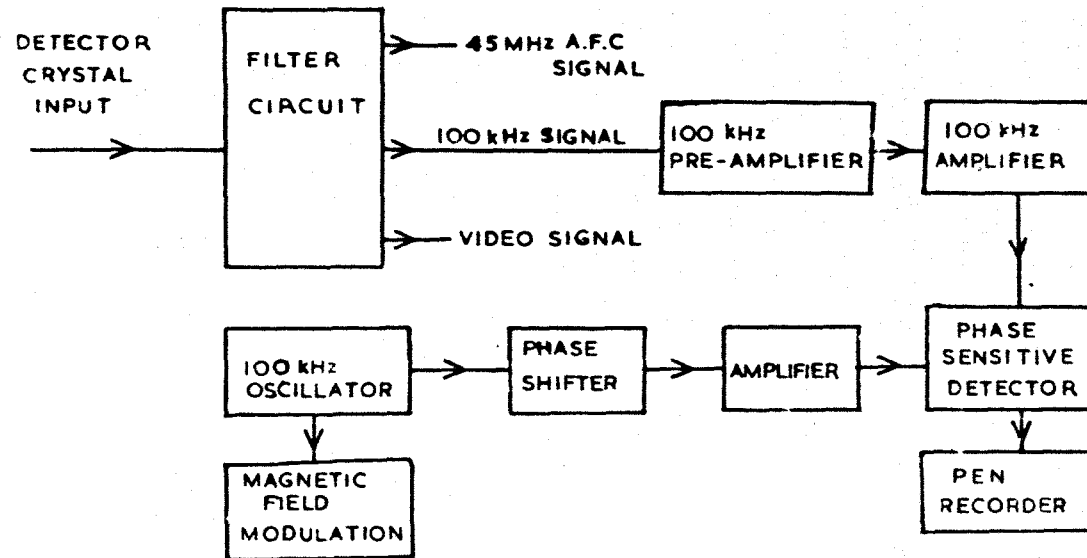 DETECTOR
CRYSTAL
INPUT
FILTER
CIRCUIT
45 MHz A.F.C
SIGNAL
100 kHz SIGNAL
VIDEO SIGNAL
100 kHz
PRE-AMPLIFIER
100 kHz
AMPLIFIER
100 kHz
OSCILLATOR
PHASE
SHIFTER
AMPLIFIER
PHASE
SENSITIVE
DETECTOR
MAGNETIC
FIELD
MODULATION
PEN
RECORDER